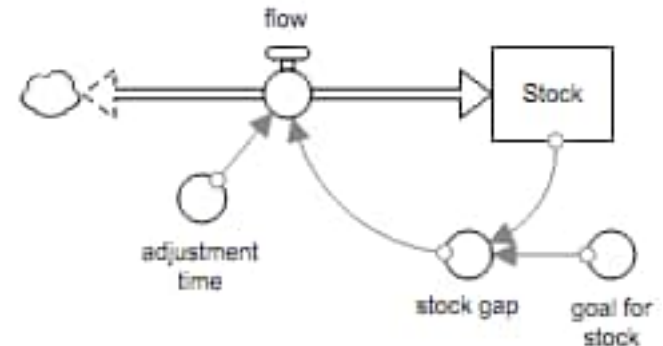 flow
Stock
adjustment
time
stock gap
goal for
stock